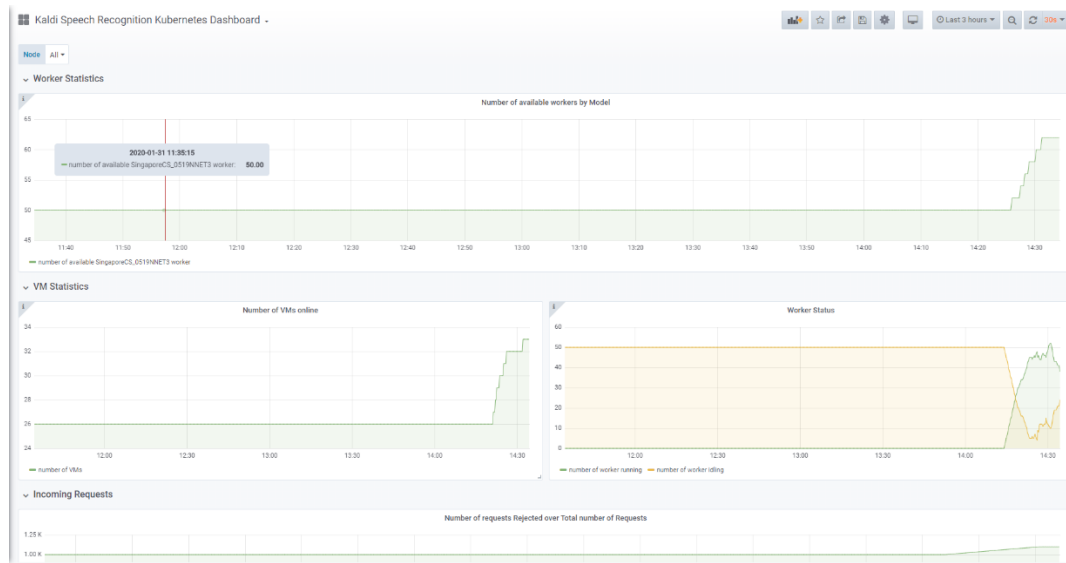 Kaldi Speech Recognition Kubernetes Dashboard
Last 3 hours 30s
Node All
Worker Statistics
Number of available workers by Model
65
60
55
50
45
2020-01-31 11:35:15
number of available SingaporeCS_0519NNET3 worker: 50.00
11:40 11:50 12:00 12:10 12:20 12:30 12:40 12:50 13:00 13:10 13:20 13:30 13:40 13:50 14:00 14:10 14:20 14:30
number of available SingaporeCS_0519NNET3 worker
VM Statistics
Number of VMs online
34
32
30
28
26
24
12:00 12:30 13:00 13:30 14:00 14:30
number of VMs
Worker Status
60
50
40
30
20
10
0
12:00 12:30 13:00 13:30 14:00 14:30
number of worker running number of worker idling
Incoming Requests
Number of requests Rejected over Total number of Requests
1.25 K
1.00 K